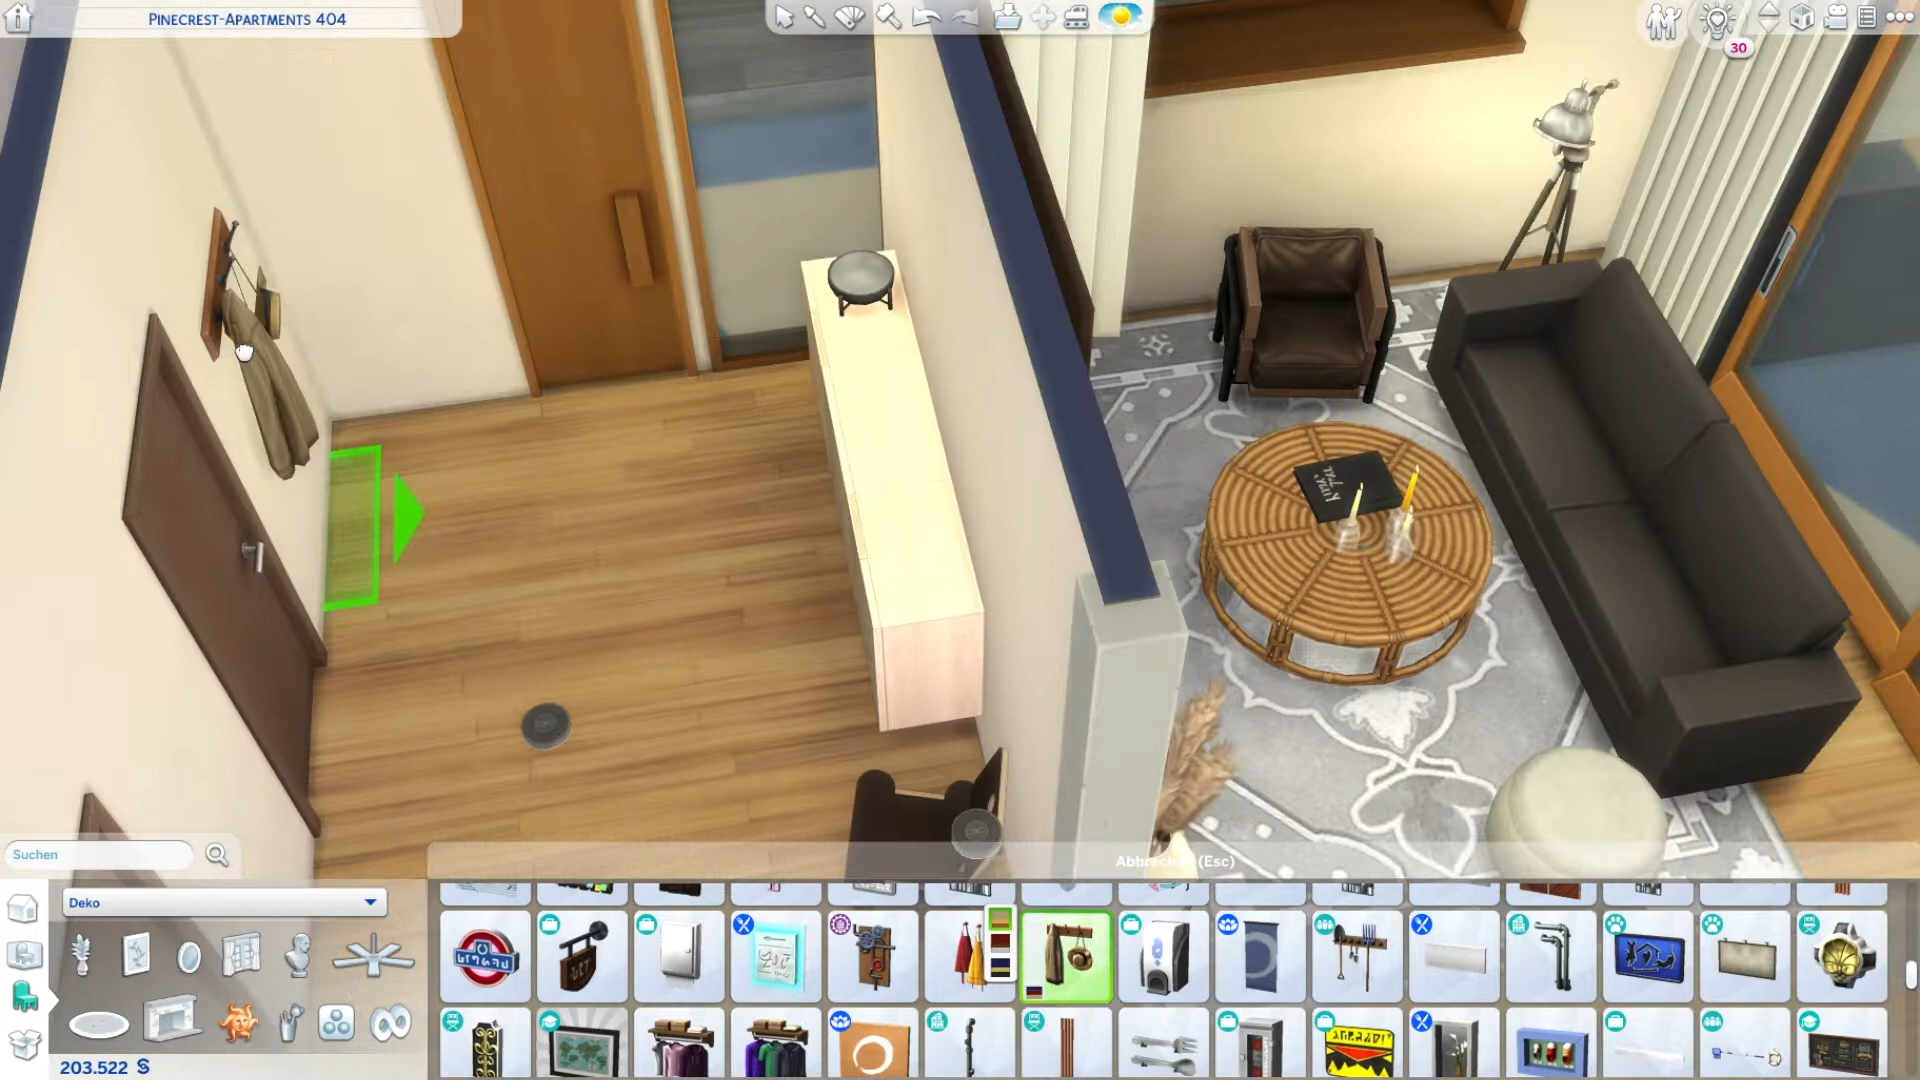 PINECREST-APARTMENTS 404
30
Abbrechen (Esc)
Suchen
Deko
203.522 S